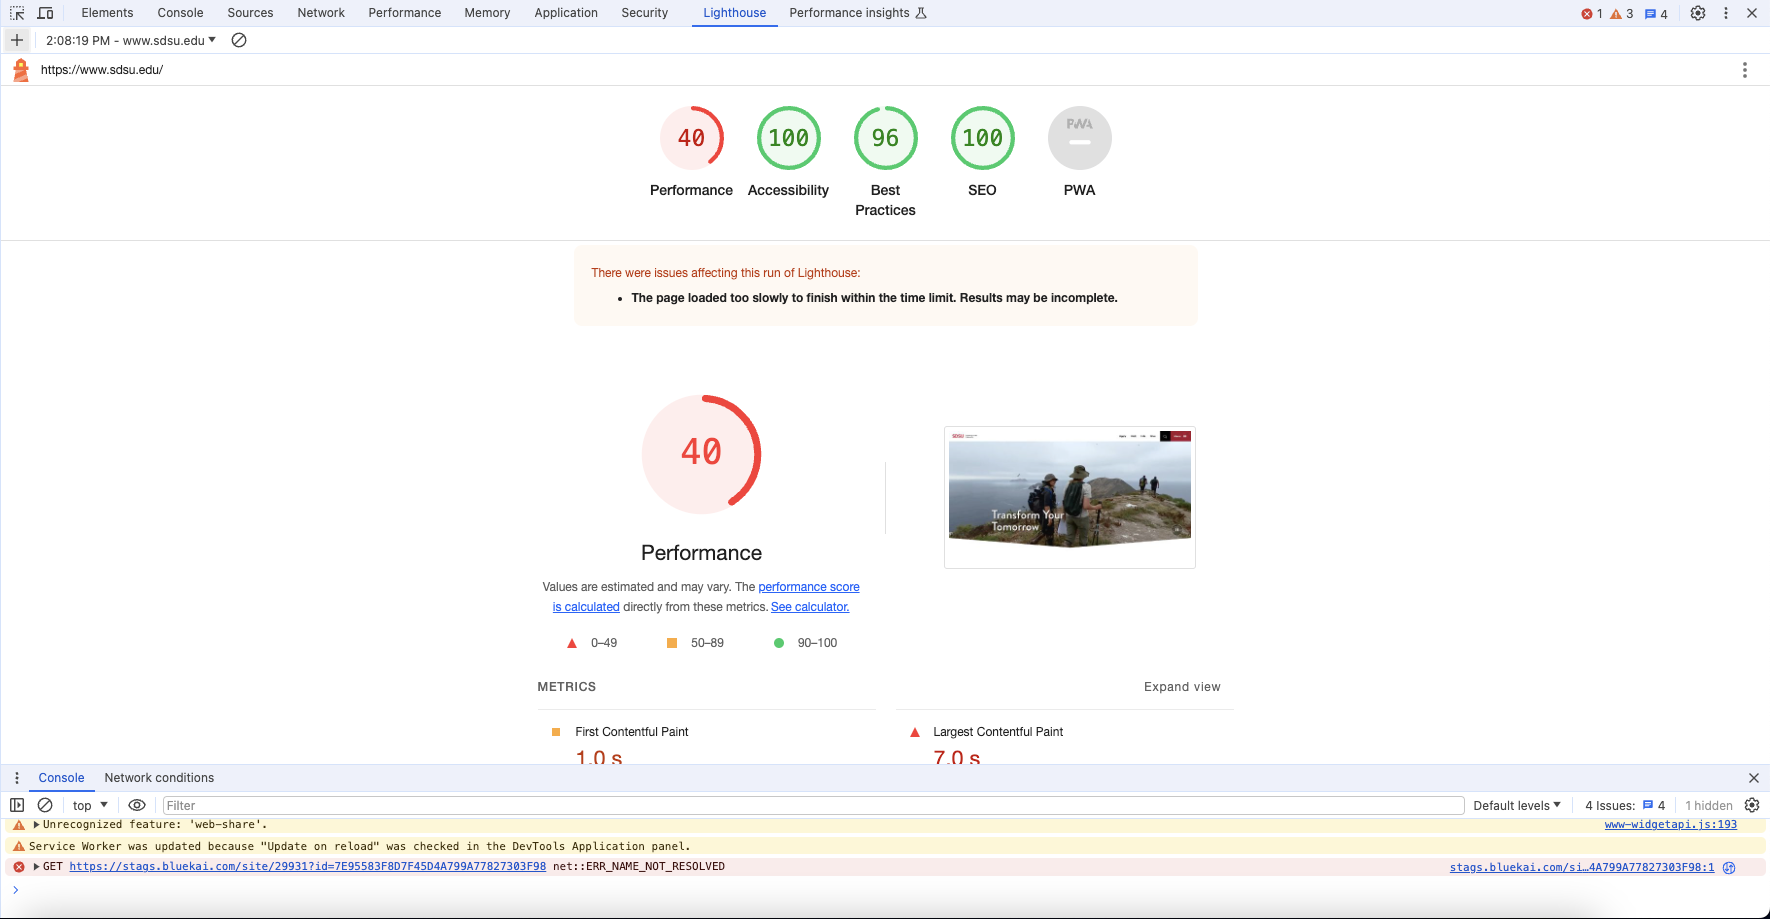 Elements Console Sources Network Performance Memory Application Security Lighthouse Performance insights 1 3 4
2:08:19 PM - www.sdsu.edu
https://www.sdsu.edu/
40 100 96 100 PWA
Performance Accessibility Best Practices SEO PWA
There were issues affecting this run of Lighthouse:
The page loaded too slowly to finish within the time limit. Results may be incomplete.
40
Transform Your
Tomorrow
Performance
Values are estimated and may vary. The performance score
is calculated directly from these metrics. See calculator.
0–49 50–89 90–100
METRICS Expand view
First Contentful Paint Largest Contentful Paint
1.0 s 7.0 s
Console Network conditions
top Filter Default levels 4 Issues: 4 1 hidden
Unrecognized feature: 'web-share'. www-widgetapi.js:193
Service Worker was updated because "Update on reload" was checked in the DevTools Application panel.
GET https://stags.bluekai.com/site/29931?id=7E95583F8D7F45D4A799A77827303F98 net::ERR_NAME_NOT_RESOLVED stags.bluekai.com/si…4A799A77827303F98:1